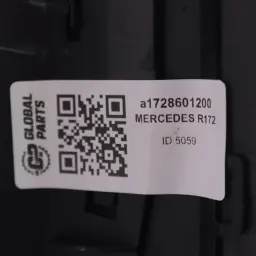 GLOBAL
PARTS
a1728601200
MERCEDES R172
ID 5059